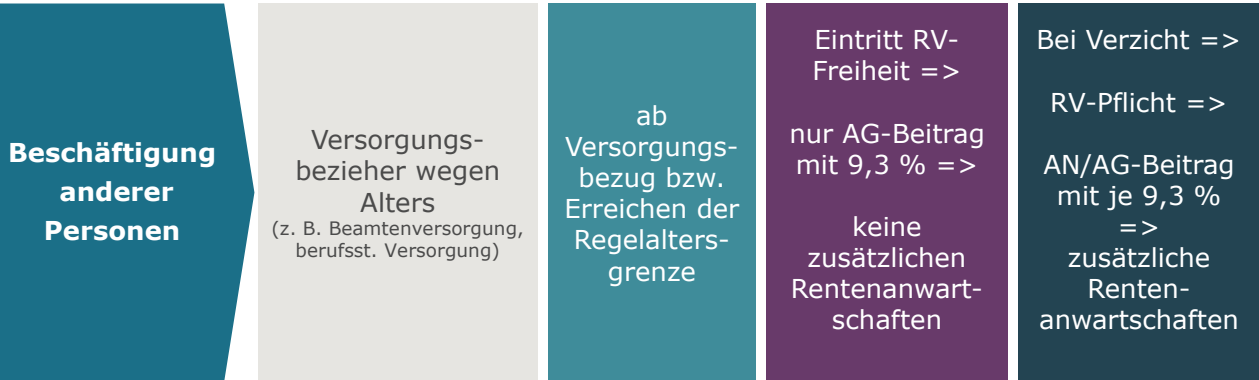 Beschäftigung
anderer
Personen
Versorgungs-
bezieher wegen
Alters
(z. B. Beamtenversorgung,
berufsst. Versorgung)
ab
Versorgungs-
bezug bzw.
Erreichen der
Regelalters-
grenze
Eintritt RV-
Freiheit =>
nur AG-Beitrag
mit 9,3 % =>
keine
zusätzlichen
Rentenanwart-
schaften
Bei Verzicht =>
RV-Pflicht =>
AN/AG-Beitrag
mit je 9,3 %
=>
zusätzliche
Renten-
anwartschaften